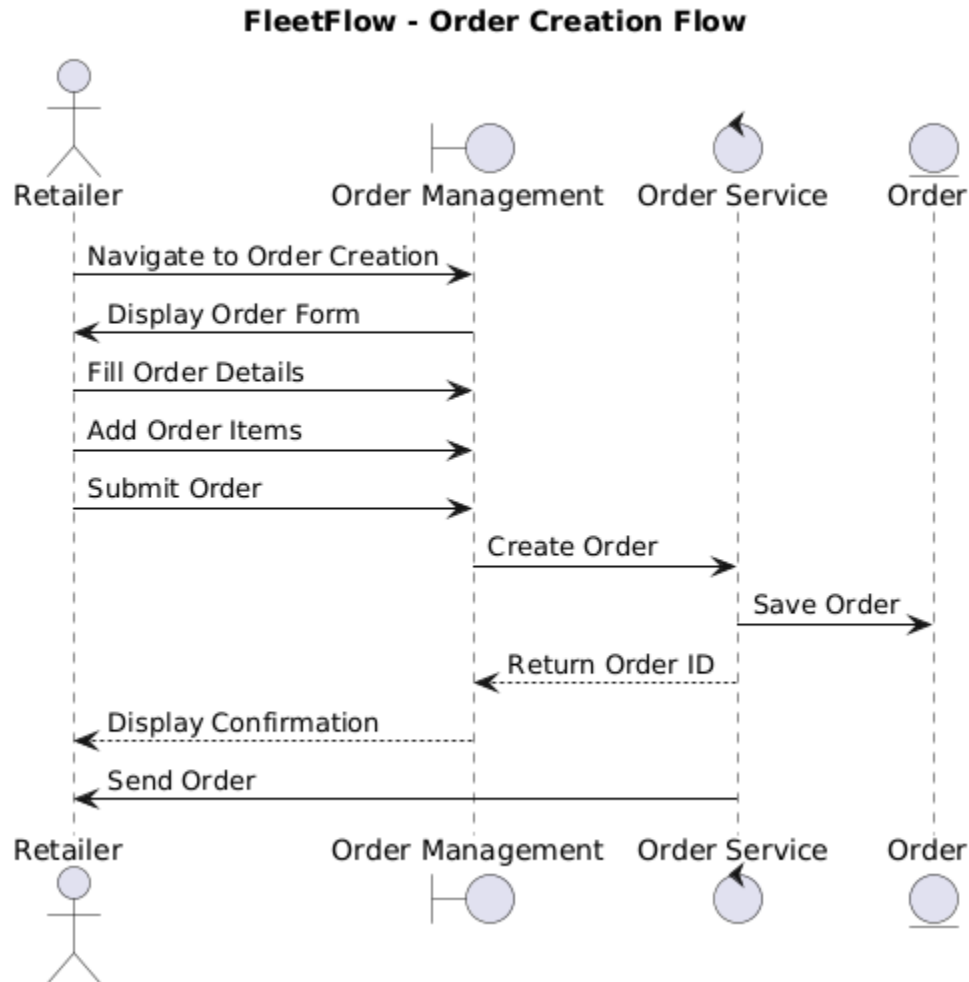 FleetFlow - Order Creation Flow
Retailer
Order Management
Order Service
Order
Navigate to Order Creation
Display Order Form
Fill Order Details
Add Order Items
Submit Order
Create Order
Save Order
Return Order ID
Display Confirmation
Send Order
Retailer
Order Management
Order Service
Order